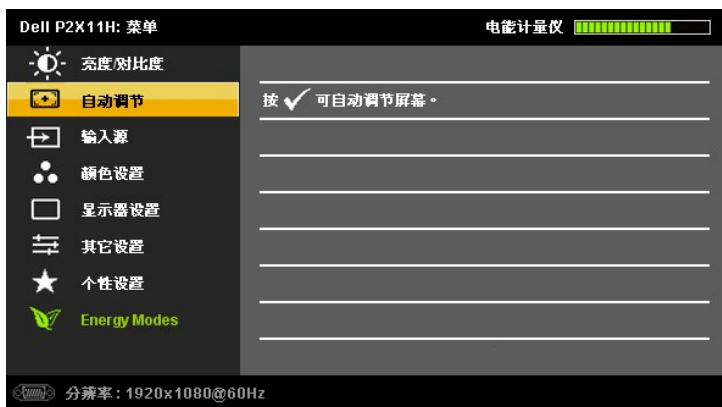 Dell P2X11H: 菜单 电能计量仪
亮度/对比度
自动调节 按 ✓ 可自动调节屏幕。
输入源
颜色设置
显示器设置
其它设置
个性设置
Energy Modes
分辨率: 1920x1080@60Hz